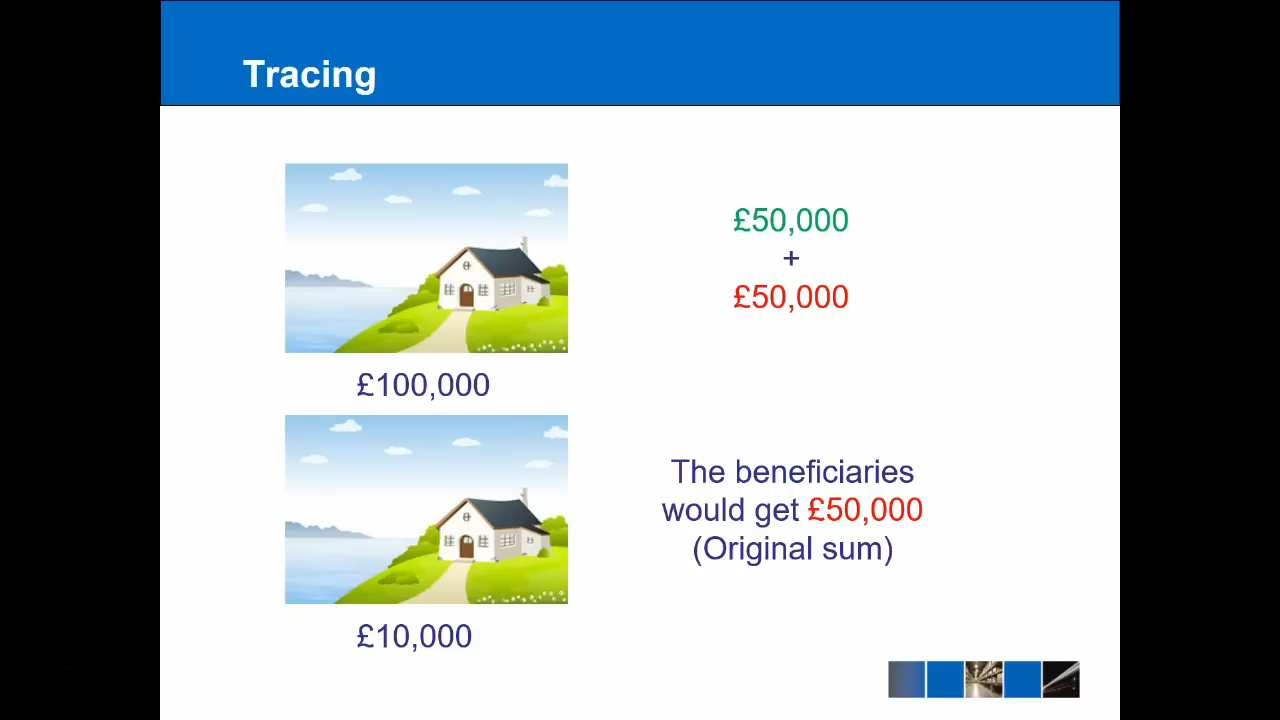 Tracing
£50,000
+
£50,000
£100,000
The beneficiaries
would get £50,000
(Original sum)
£10,000